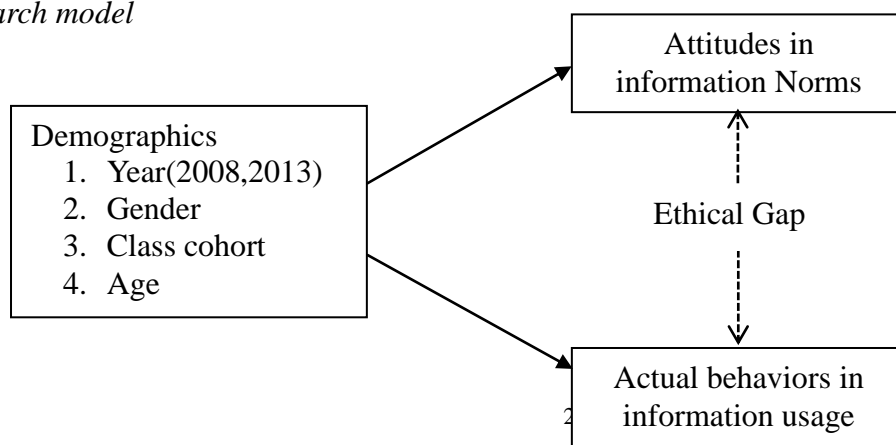 arch model
Attitudes in
information Norms
Demographics
1. Year(2008,2013)
2. Gender
3. Class cohort
4. Age
Ethical Gap
Actual behaviors in
information usage
2